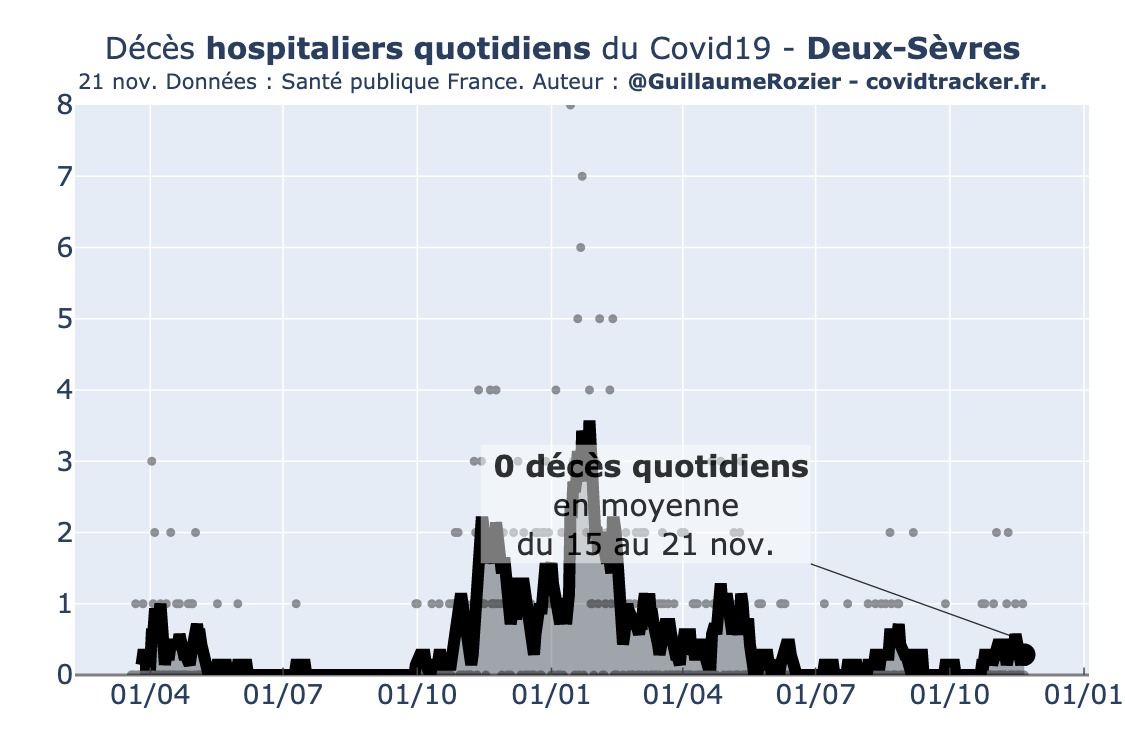 Décès hospitaliers quotidiens du Covid19 - Deux-Sèvres
21 nov. Données : Santé publique France. Auteur : @GuillaumeRozier - covidtracker.fr.
8
7
6
5
4
3
2
1
0
0 décès quotidiens
en moyenne
du 15 au 21 nov.
01/04 01/07 01/10 01/01 01/04 01/07 01/10 01/01